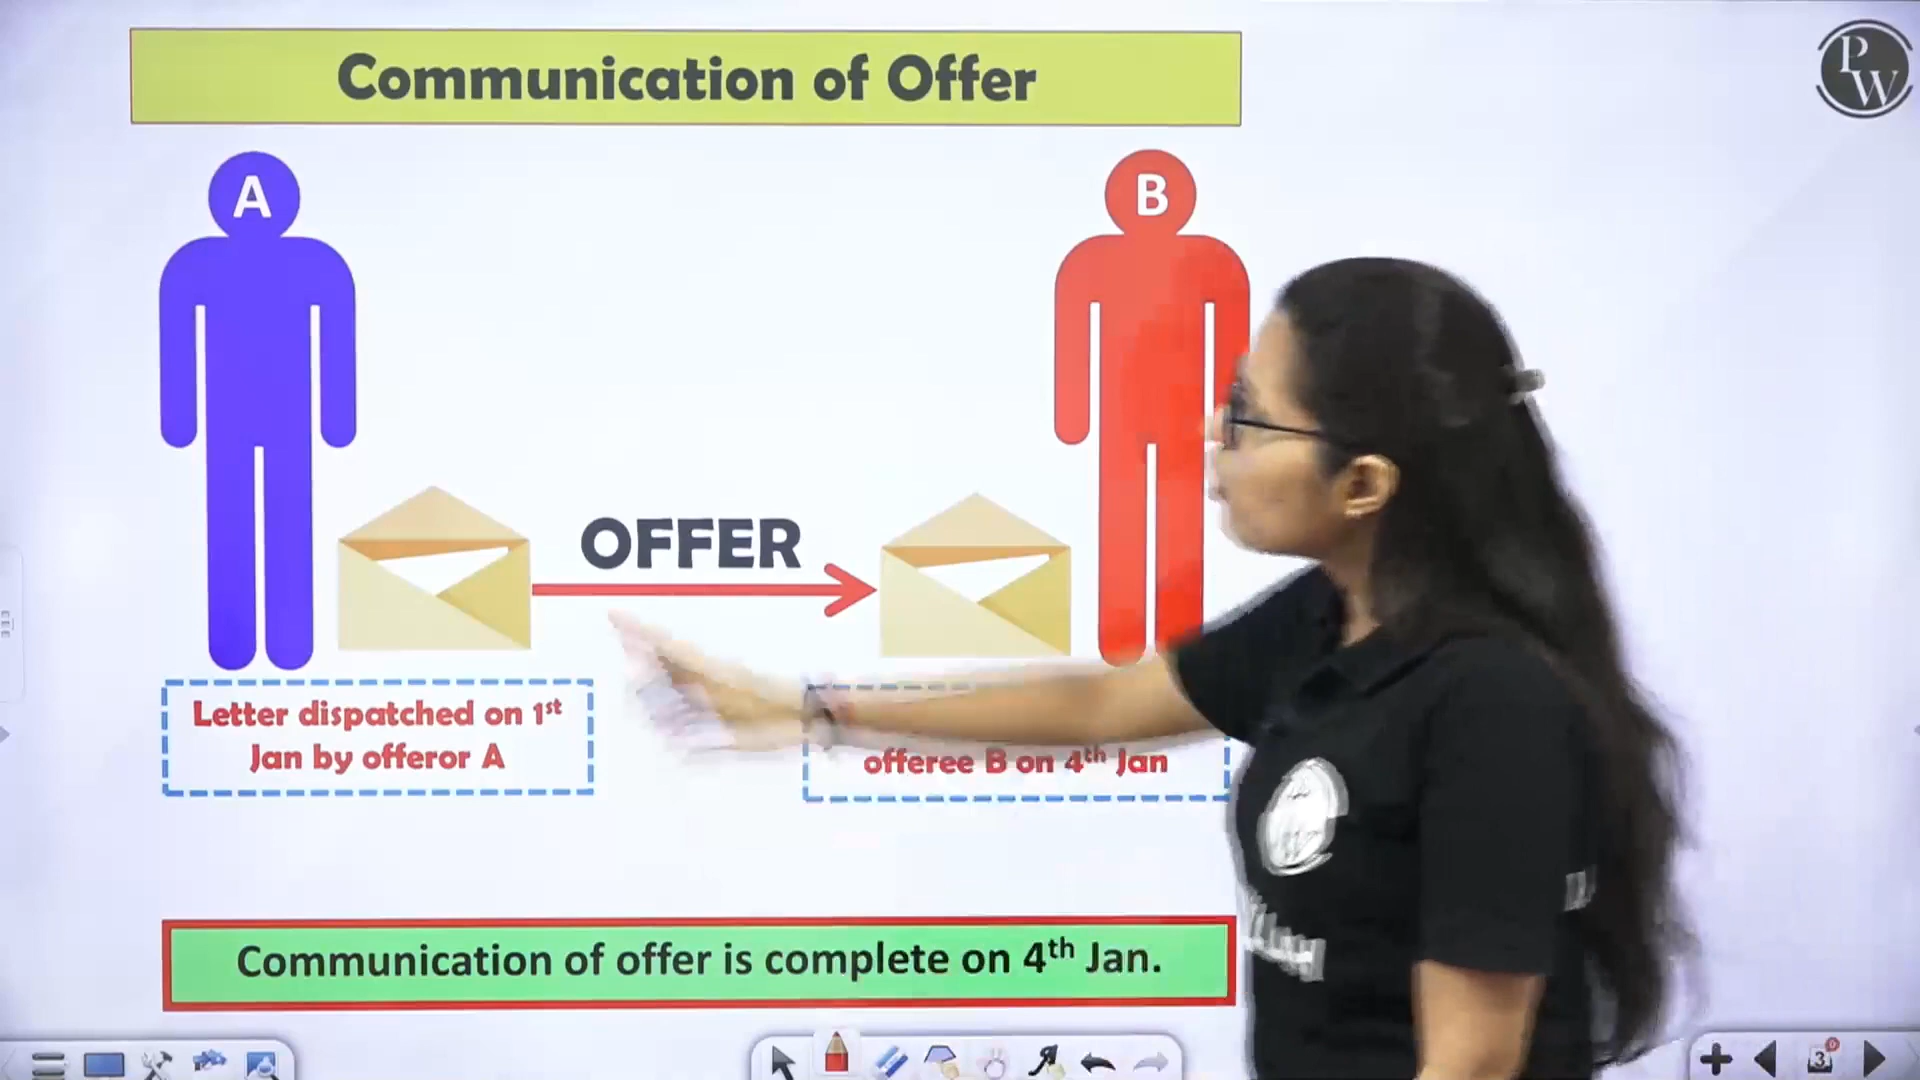 Communication of Offer
P
W
A
B
OFFER
Letter dispatched on 1st
Jan by offeror A
offeree B on 4th Jan
Communication of offer is complete on 4th Jan.
3